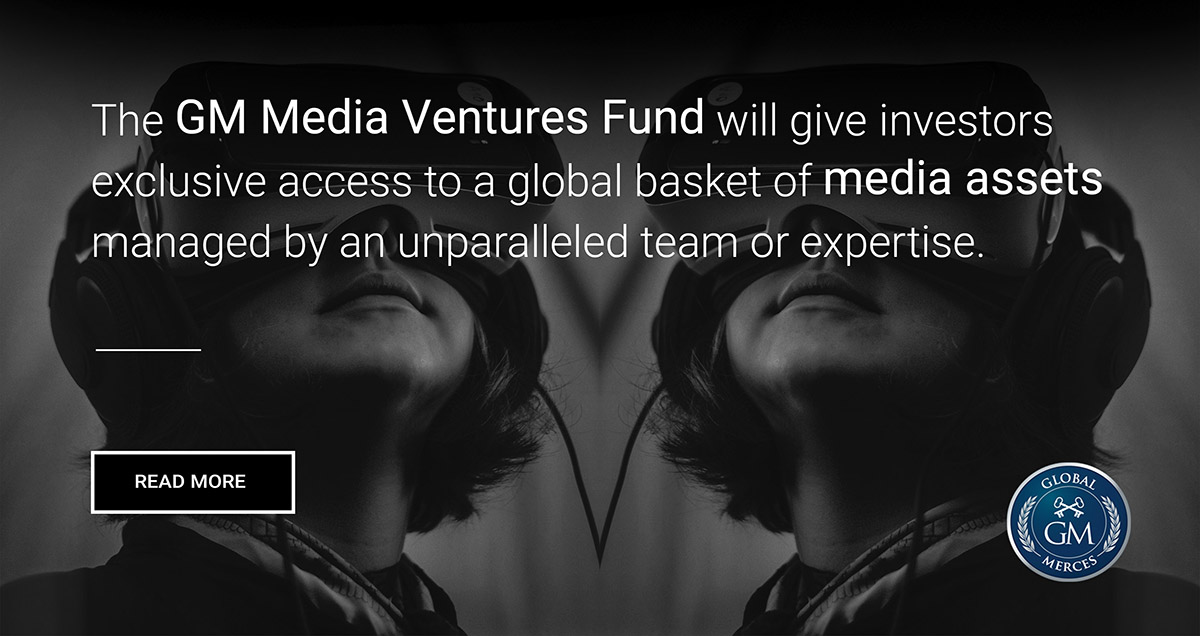 The GM Media Ventures Fund will give investors
exclusive access to a global basket of media assets
managed by an unparalleled team or expertise.
READ MORE
GLOBAL
GM
MERCES